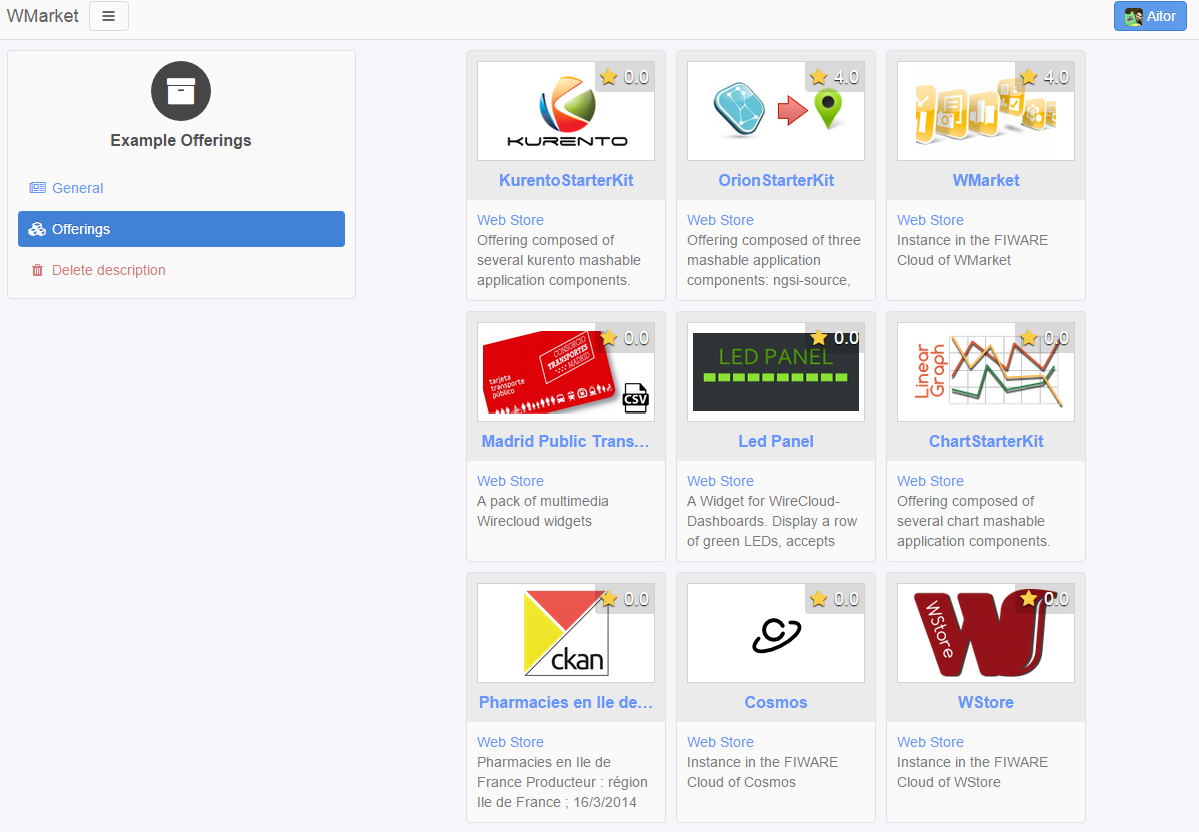 WMarket
Aitor
Example Offerings
General
Offerings
Delete description
0.0
KURENTO
KurentoStarterKit
Web Store
Offering composed of
several kurento mashable
application components.
4.0
OrionStarterKit
Web Store
Offering composed of three
mashable application
components: ngsi-source,
4.0
WMarket
Web Store
Instance in the FIWARE
Cloud of WMarket
0.0
CONSORCIO
TRANSPORTES
MADRID
tarjeta
transporte
público
CSV
Madrid Public Trans...
Web Store
A pack of multimedia
Wirecloud widgets
0.0
LED PANEL
Led Panel
Web Store
A Widget for WireCloud-
Dashboards. Display a row
of green LEDs, accepts
0.0
Linear
Graph
ChartStarterKit
Web Store
Offering composed of
several chart mashable
application components.
0.0
ckan
Pharmacies en Ile de...
Web Store
Pharmacies en Ile de
France Producteur : région
Ile de France ; 16/3/2014
0.0
Cosmos
Web Store
Instance in the FIWARE
Cloud of Cosmos
0.0
WStore
WStore
Web Store
Instance in the FIWARE
Cloud of WStore